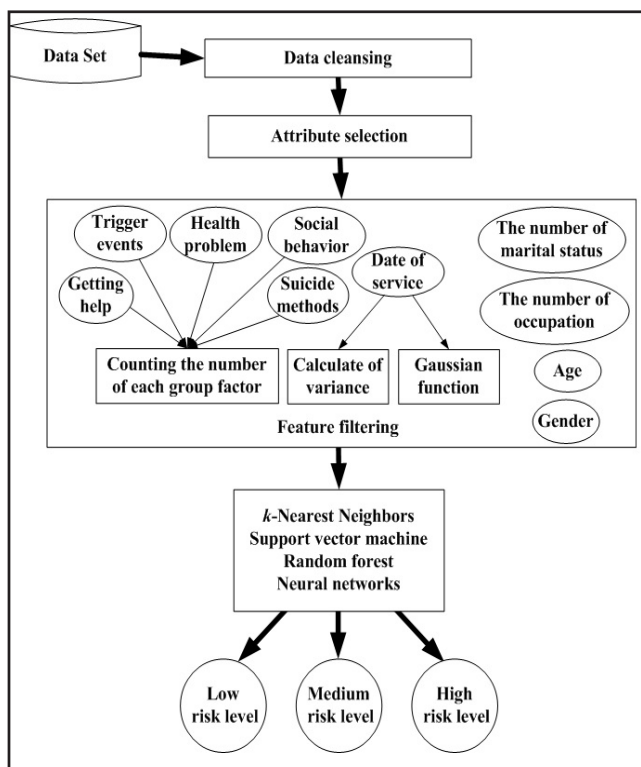 Data Set
Data cleansing
Attribute selection
Trigger
events
Health
problem
Social
behavior
The number of
marital status
Getting
help
Suicide
methods
Date of
service
The number of
occupation
Counting the number
of each group factor
Calculate of
variance
Gaussian
function
Age
Gender
Feature filtering
k-Nearest Neighbors
Support vector machine
Random forest
Neural networks
Low
risk level
Medium
risk level
High
risk level